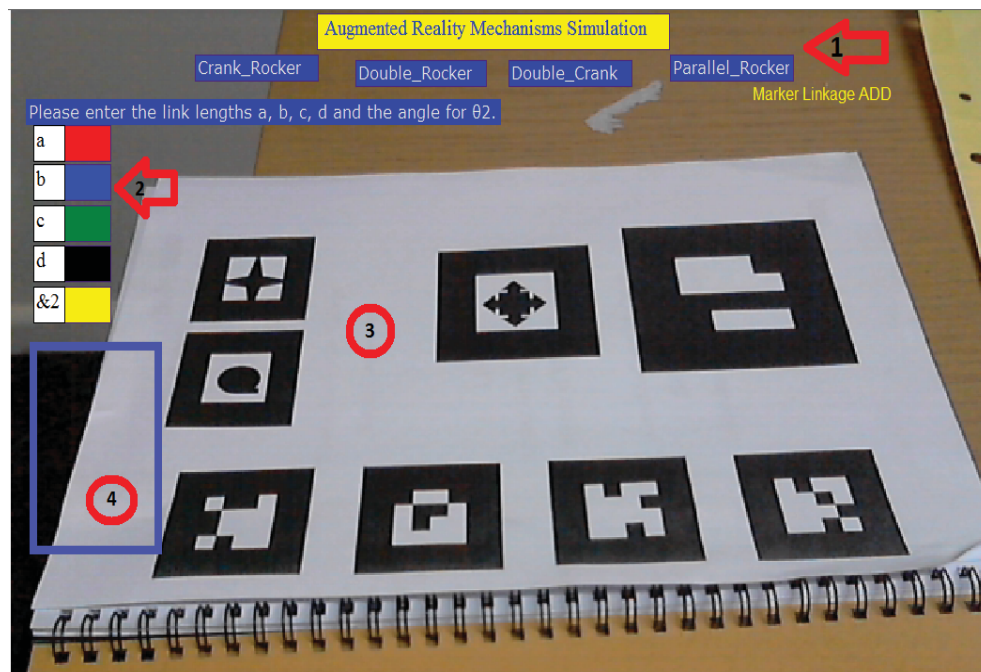 Augmented Reality Mechanisms Simulation
1
Crank_Rocker Double_Rocker Double_Crank Parallel_Rocker
Marker Linkage ADD
Please enter the link lengths a, b, c, d and the angle for θ2.
a
b
2
c
d
&2
3
4